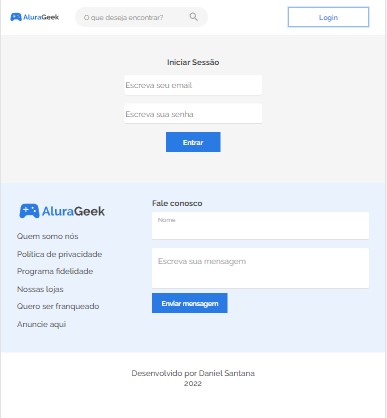 AluraGeek
O que deseja encontrar?
Login
Iniciar Sessão
Escreva seu email
Escreva sua senha
Entrar
AluraGeek
Quem somo nós
Política de privacidade
Programa fidelidade
Nossas lojas
Quero ser franqueado
Anuncie aqui
Fale conosco
Nome
Escreva sua mensagem
Enviar mensagem
Desenvolvido por Daniel Santana
2022